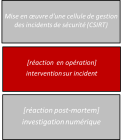 Mise en œuvre d'une cellule de gestion
des incidents de sécurité (CSIRT)
[réaction en opération]
intervention sur incident
[réaction post-mortem]
investigation numérique